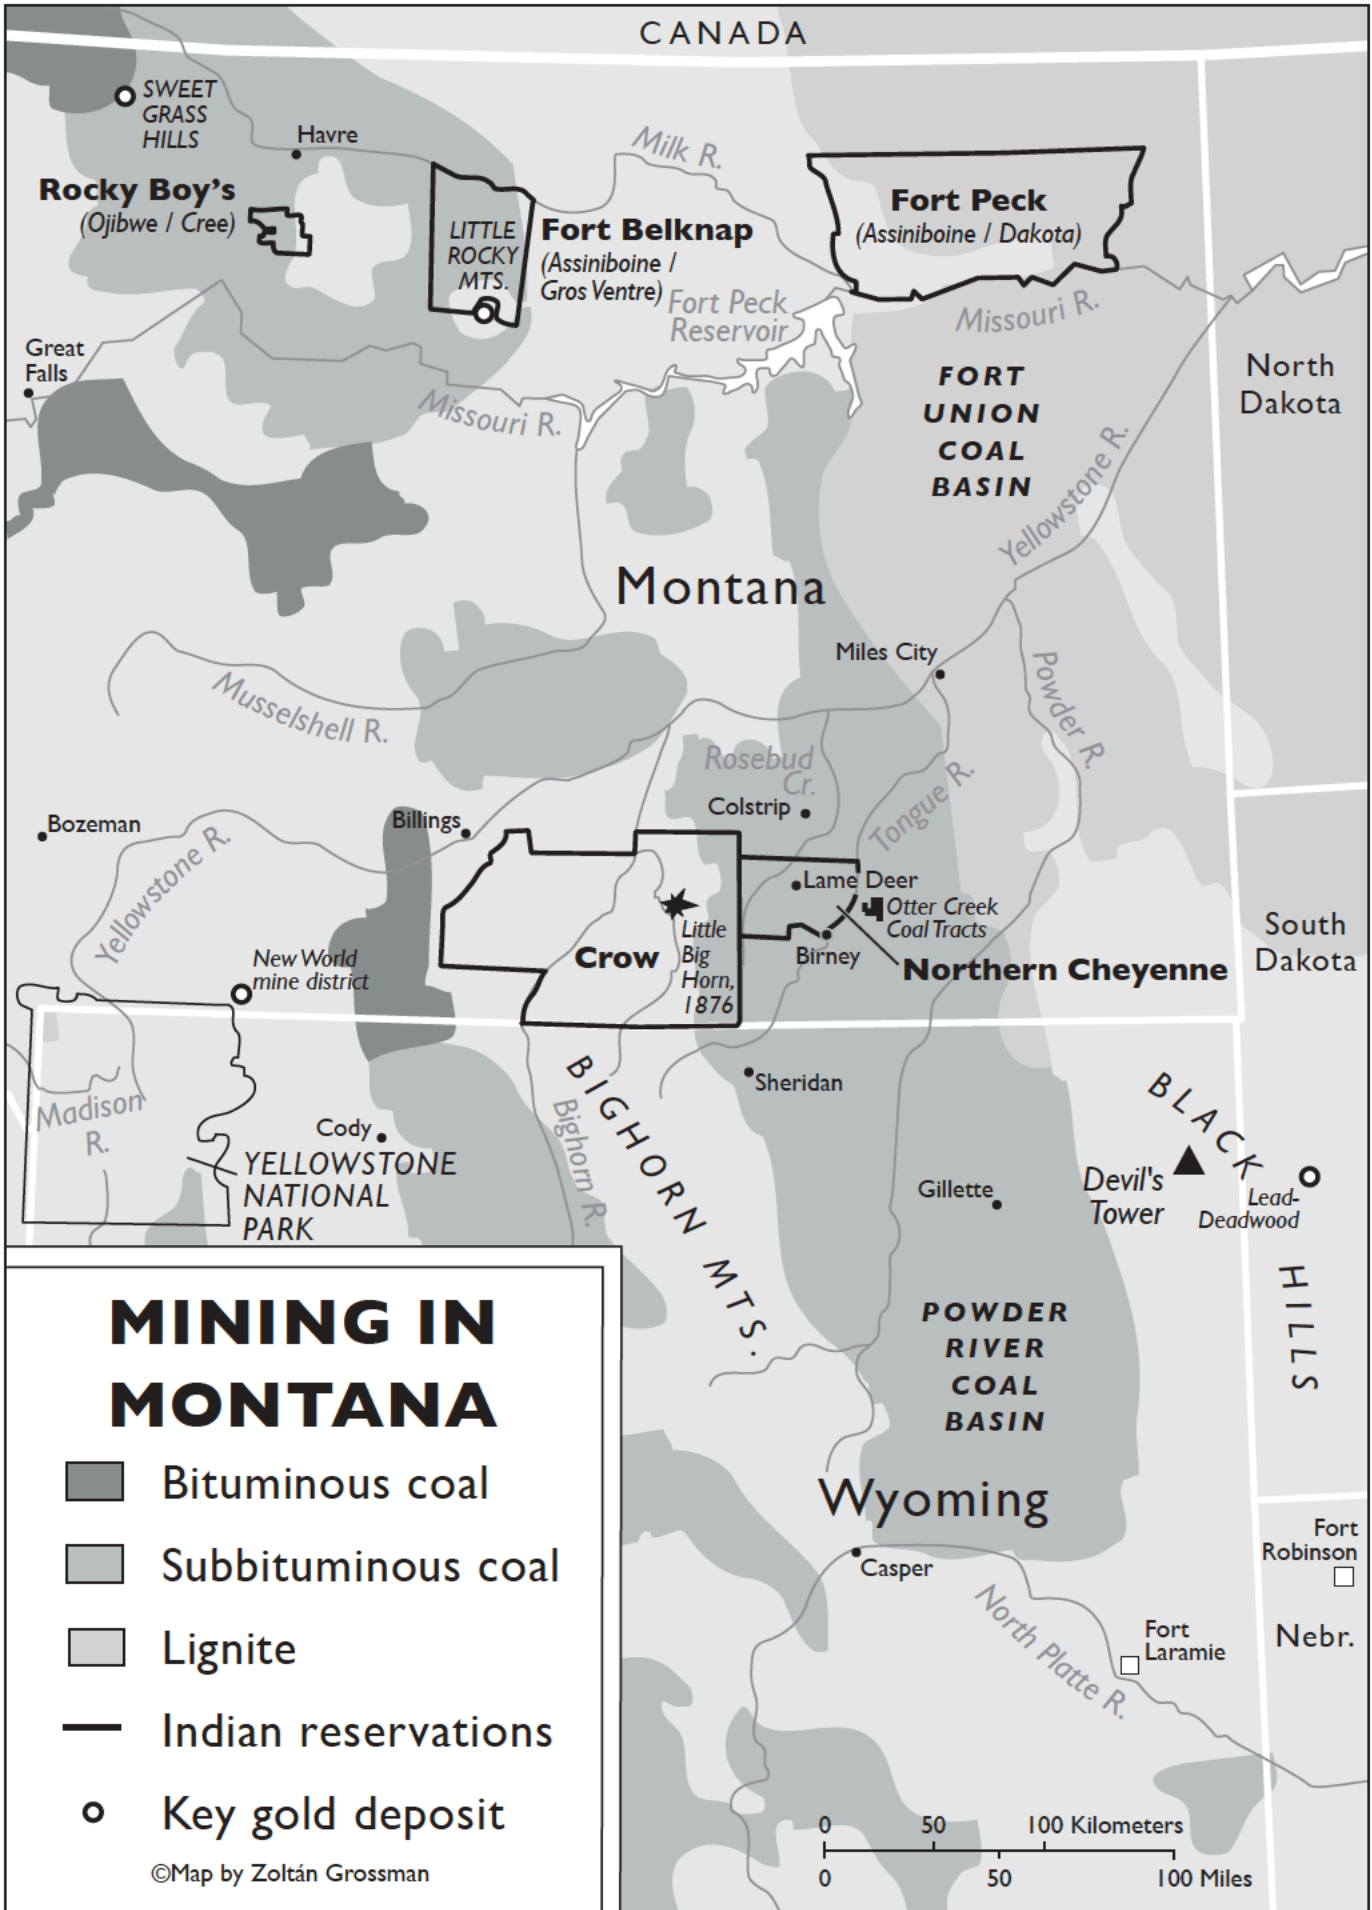 CANADA
SWEET
GRASS
HILLS
Havre
Milk R.
Rocky Boy's
(Ojibwe / Cree)
LITTLE
ROCKY
MTS.
Fort Belknap
(Assiniboine /
Gros Ventre)
Fort Peck
(Assiniboine / Dakota)
Fort Peck
Reservoir
Missouri R.
Great
Falls
Missouri R.
FORT
UNION
COAL
BASIN
North
Dakota
Yellowstone R.
Montana
Miles City
Powder R.
Musselshell R.
Rosebud
Cr.
Colstrip
Tongue R.
Bozeman
Billings
Yellowstone R.
Lame Deer
Otter Creek
Coal Tracts
Little
Big
Horn,
1876
Crow
Birney
Northern Cheyenne
South
Dakota
New World
mine district
Sheridan
BIGHORN MTS.
Bighorn R.
Madison
R.
Cody
YELLOWSTONE
NATIONAL
PARK
BLACK
HILLS
Devil's
Tower
Lead-
Deadwood
Gillette
POWDER
RIVER
COAL
BASIN
Wyoming
Casper
North Platte R.
Fort
Laramie
Fort
Robinson
Nebr.
MINING IN
MONTANA
Bituminous coal
Subbituminous coal
Lignite
Indian reservations
Key gold deposit
©Map by Zoltán Grossman
0 50 100 Kilometers
0 50 100 Miles